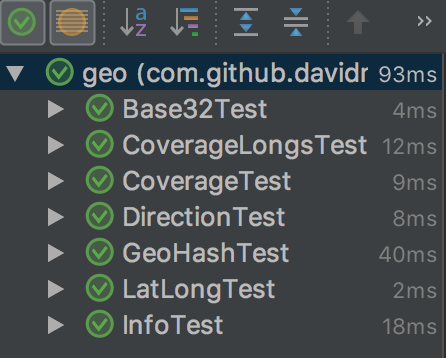 a
z
geo (com.github.davidr 93ms
Base32Test 4ms
CoverageLongsTest 12ms
CoverageTest 9ms
DirectionTest 8ms
GeoHashTest 40ms
LatLongTest 2ms
InfoTest 18ms